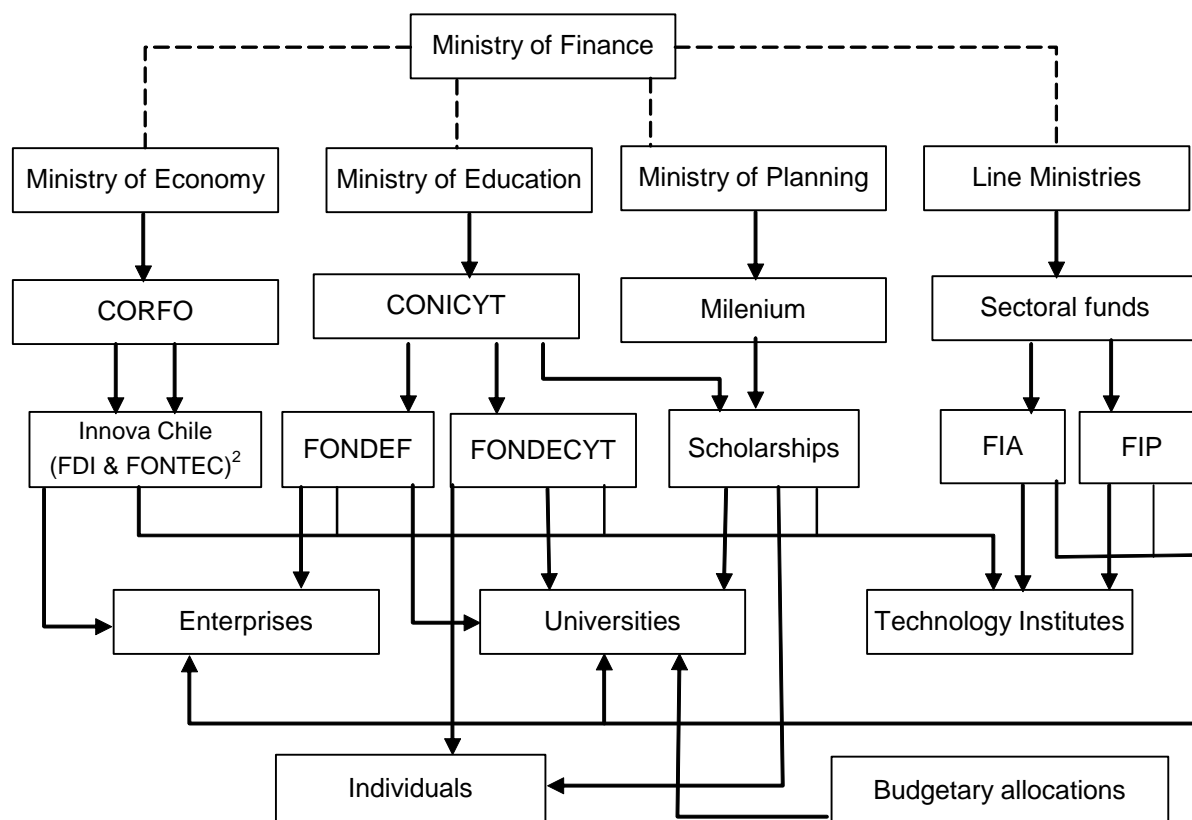 Ministry of Finance
Ministry of Economy
Ministry of Education
Ministry of Planning
Line Ministries
CORFO
CONICYT
Milenium
Sectoral funds
Innova Chile
(FDI & FONTEC)2
FONDEF
FONDECYT
Scholarships
FIA
FIP
Enterprises
Universities
Technology Institutes
Individuals
Budgetary allocations